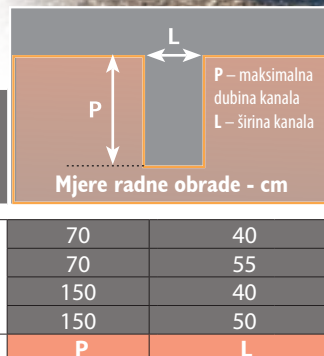 L
P
P – maksimalna
dubina kanala
L – širina kanala
Mjere radne obrade - cm
70 40
70 55
150 40
150 50
P L